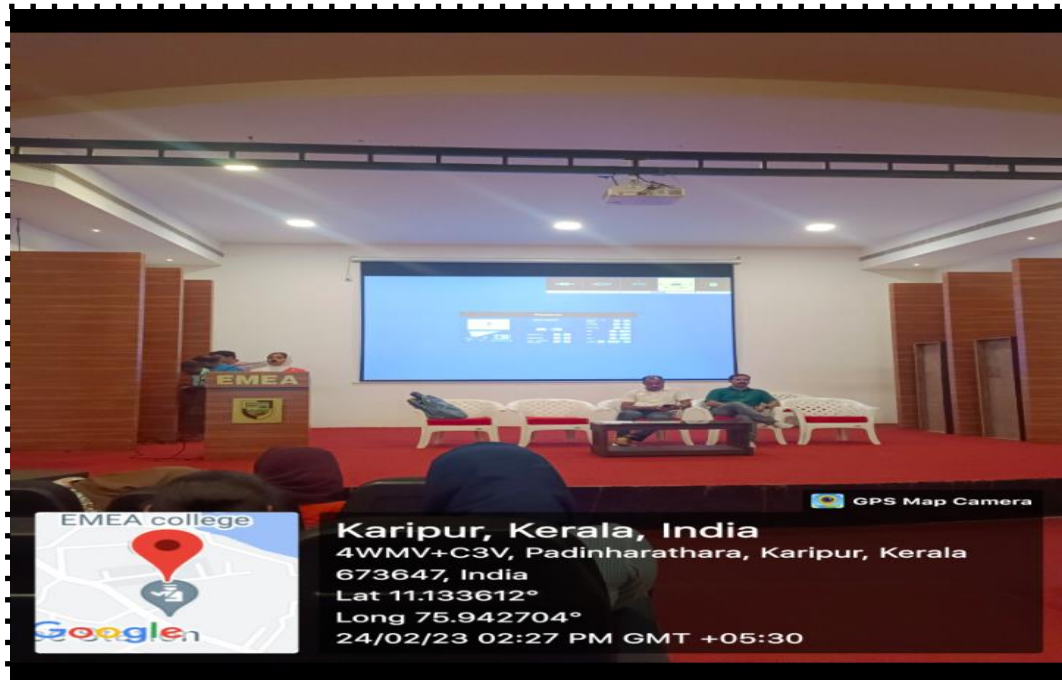 EMEA
GPS Map Camera
EMEA college
Google
Karipur, Kerala, India
4WMV+C3V, Padinharathara, Karipur, Kerala
673647, India
Lat 11.133612°
Long 75.942704°
24/02/23 02:27 PM GMT +05:30